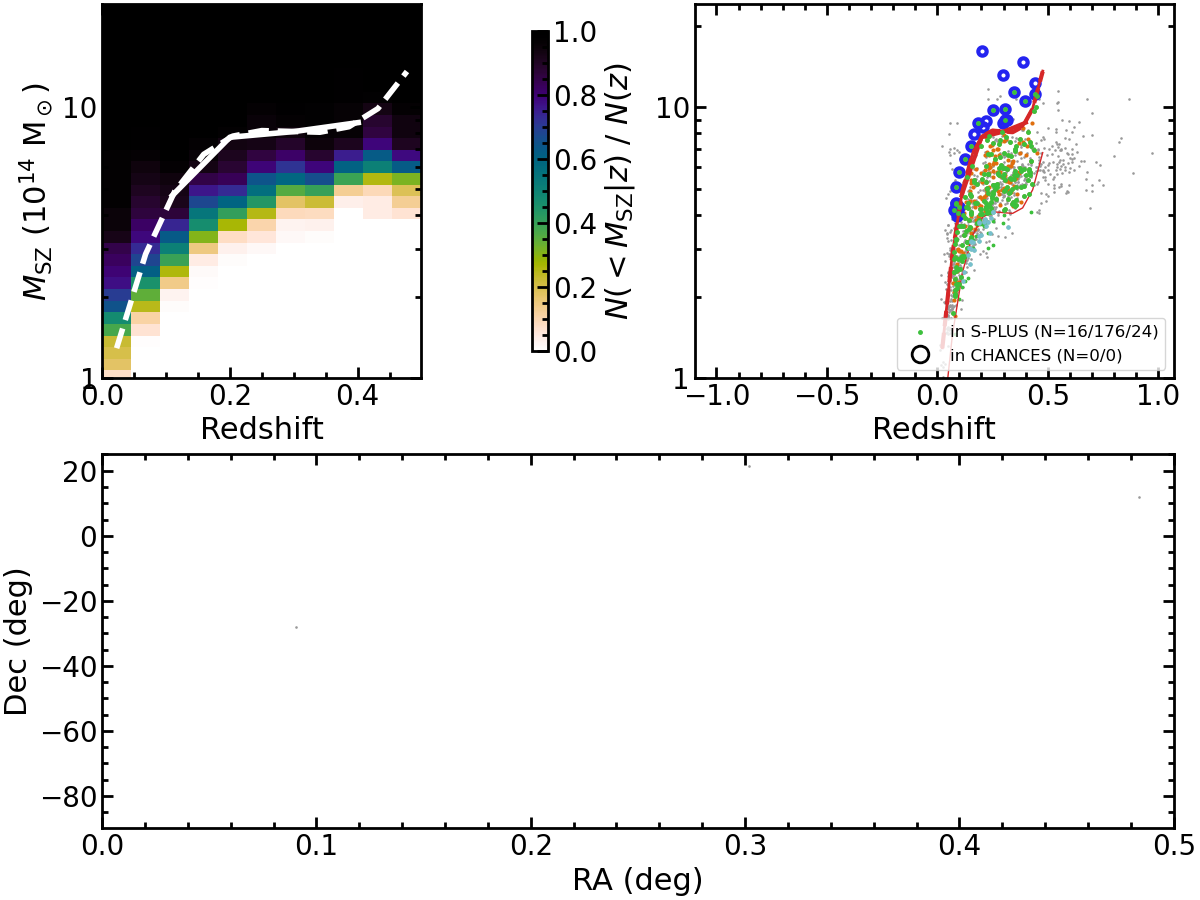 10
1
0.0 0.2 0.4
Redshift
M_SZ (10^14 M_⊙)
1.0
0.8
0.6
0.4
0.2
0.0
N(< M_SZ|z) / N(z)
10
1
in S-PLUS (N=16/176/24)
in CHANCES (N=0/0)
−1.0 −0.5 0.0 0.5 1.0
Redshift
20
0
−20
−40
−60
−80
Dec (deg)
0.0 0.1 0.2 0.3 0.4 0.5
RA (deg)